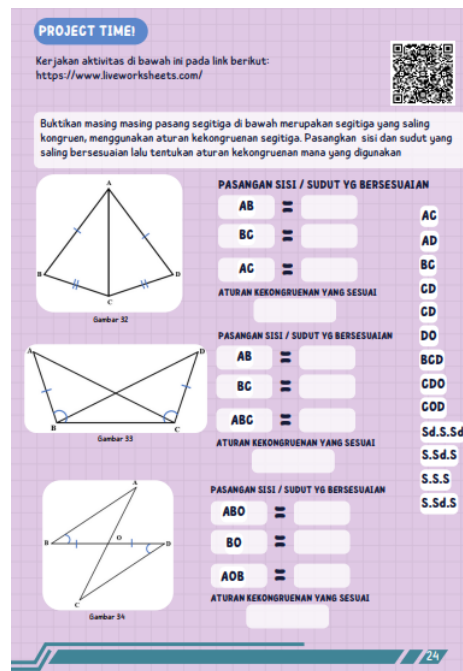 PROJECT TIME!
Kerjakan aktivitas di bawah ini pada link berikut:
https://www.liveworksheets.com/
Buktikan masing masing pasang segitiga di bawah merupakan segitiga yang saling
kongruen, menggunakan aturan kekongruenan segitiga. Pasangkan sisi dan sudut yang
saling bersesuaian lalu tentukan aturan kekongruenan mana yang digunakan
A
B
D
C
Gambar 32
PASANGAN SISI / SUDUT YG BERSESUAIAN
AB =
BC =
AC =
ATURAN KEKONGRUENAN YANG SESUAI
A
D
B
C
Gambar 33
PASANGAN SISI / SUDUT YG BERSESUAIAN
AB =
BC =
ABC =
ATURAN KEKONGRUENAN YANG SESUAI
A
B
O
D
C
Gambar 34
PASANGAN SISI / SUDUT YG BERSESUAIAN
ABO =
BO =
AOB =
ATURAN KEKONGRUENAN YANG SESUAI
AC
AD
BC
CD
CD
DO
BCD
CDO
COD
Sd.S.Sd
S.Sd.S
S.S.S
S.Sd.S
24